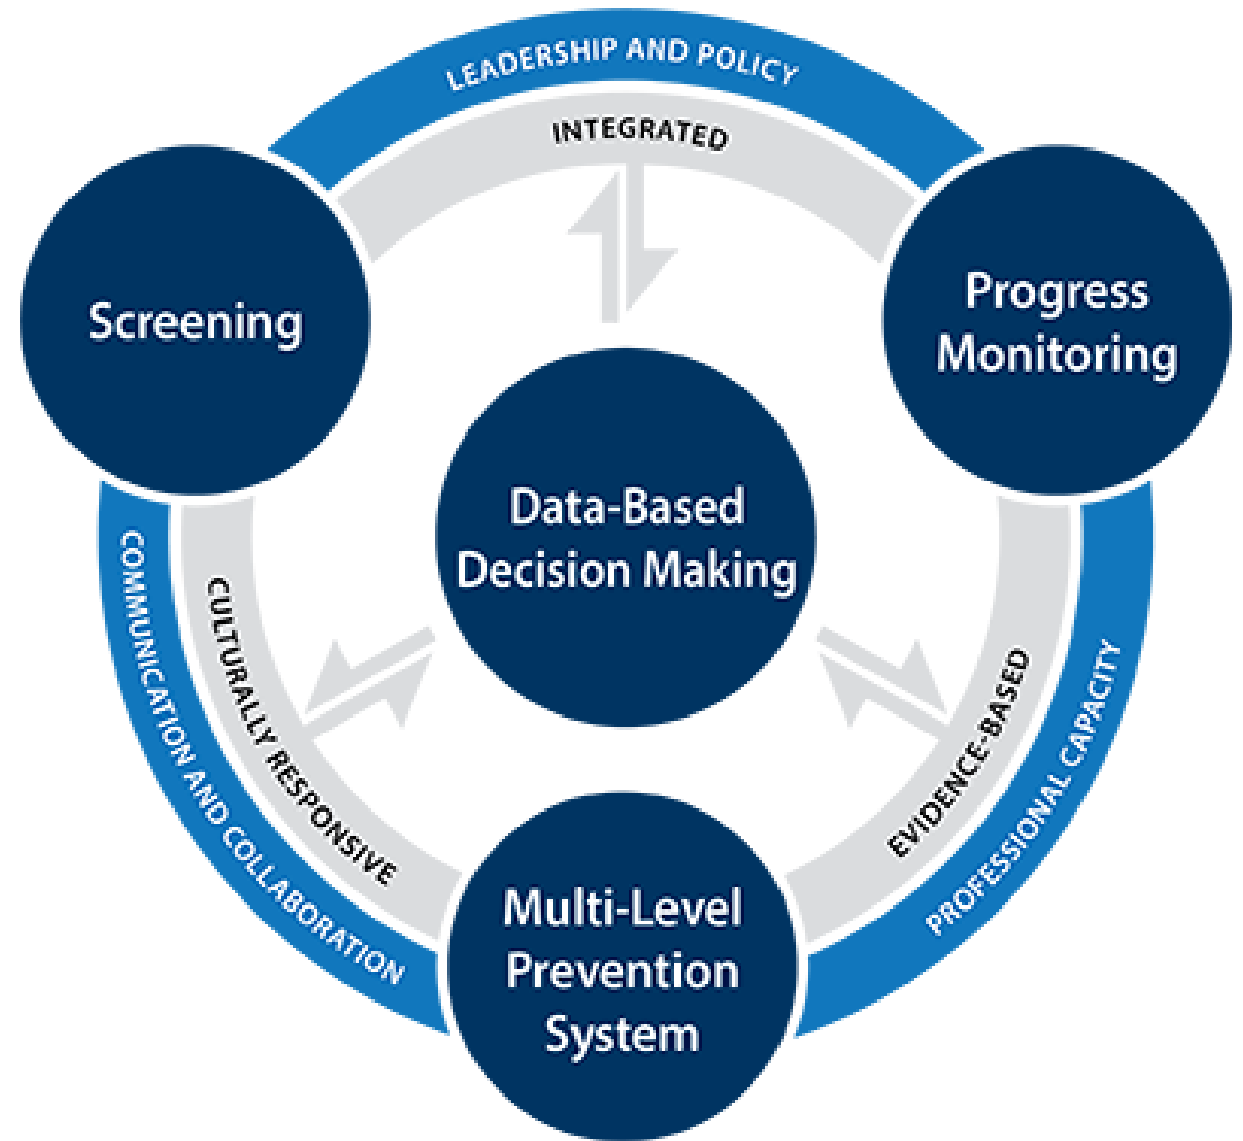 LEADERSHIP AND POLICY
INTEGRATED
Screening
Progress
Monitoring
Data-Based
Decision Making
COMMUNICATION AND COLLABORATION
CULTURALLY RESPONSIVE
EVIDENCE-BASED
PROFESSIONAL CAPACITY
Multi-Level
Prevention
System